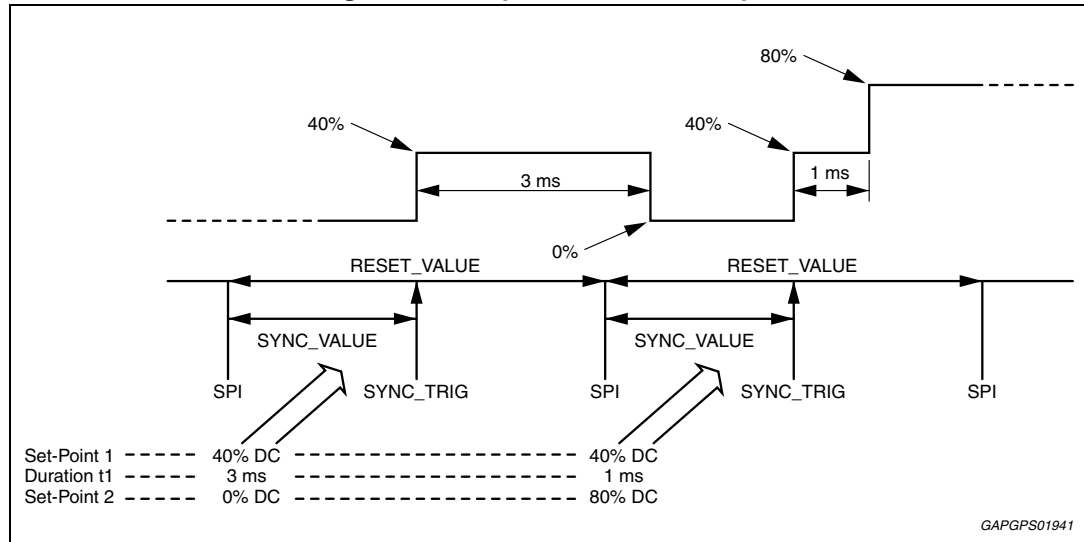 80%
40%
40%
3 ms
1 ms
0%
RESET_VALUE
RESET_VALUE
SYNC_VALUE
SYNC_VALUE
SPI
SYNC_TRIG
SPI
SYNC_TRIG
SPI
Set-Point 1 40% DC 40% DC
Duration t1 3 ms 1 ms
Set-Point 2 0% DC 80% DC
GAPGPS01941